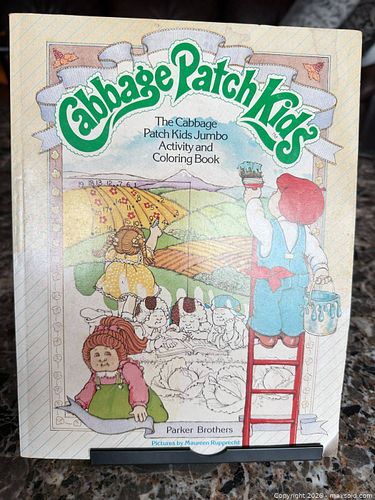 Cabbage Patch Kids
The Cabbage
Patch Kids Jumbo
Activity and
Coloring Book
Parker Brothers
Pictures by Maureen Rupprecht
Copyright 2026 - maxsold.com